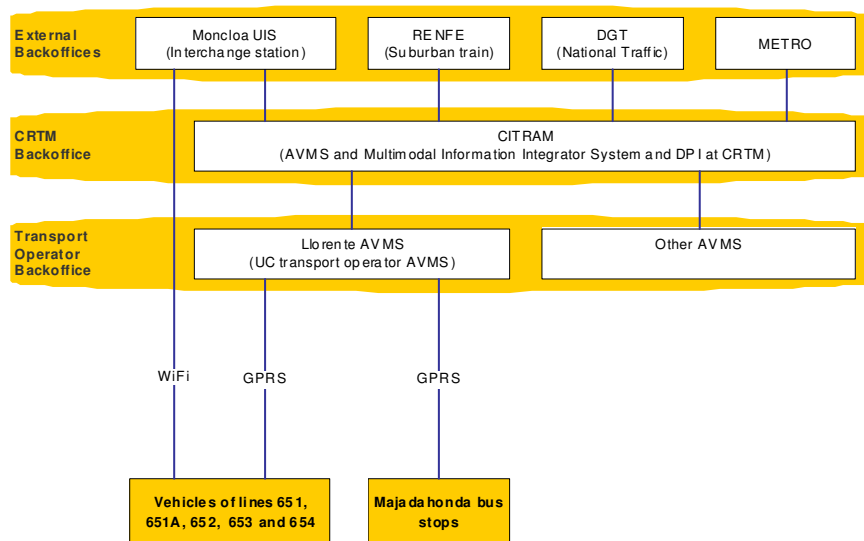 External
Backoffices
Moncloa UIS
(Interchange station)
RENFE
(Suburban train)
DGT
(National Traffic)
METRO
CRTM
Backoffice
CITRAM
(AVMS and Multimodal Information Integrator System and DPI at CRTM)
Transport
Operator
Backoffice
Llorente AVMS
(UC transport operator AVMS)
Other AVMS
WiFi
GPRS
GPRS
Vehicles of lines 651,
651A, 652, 653 and 654
Majadahonda bus
stops